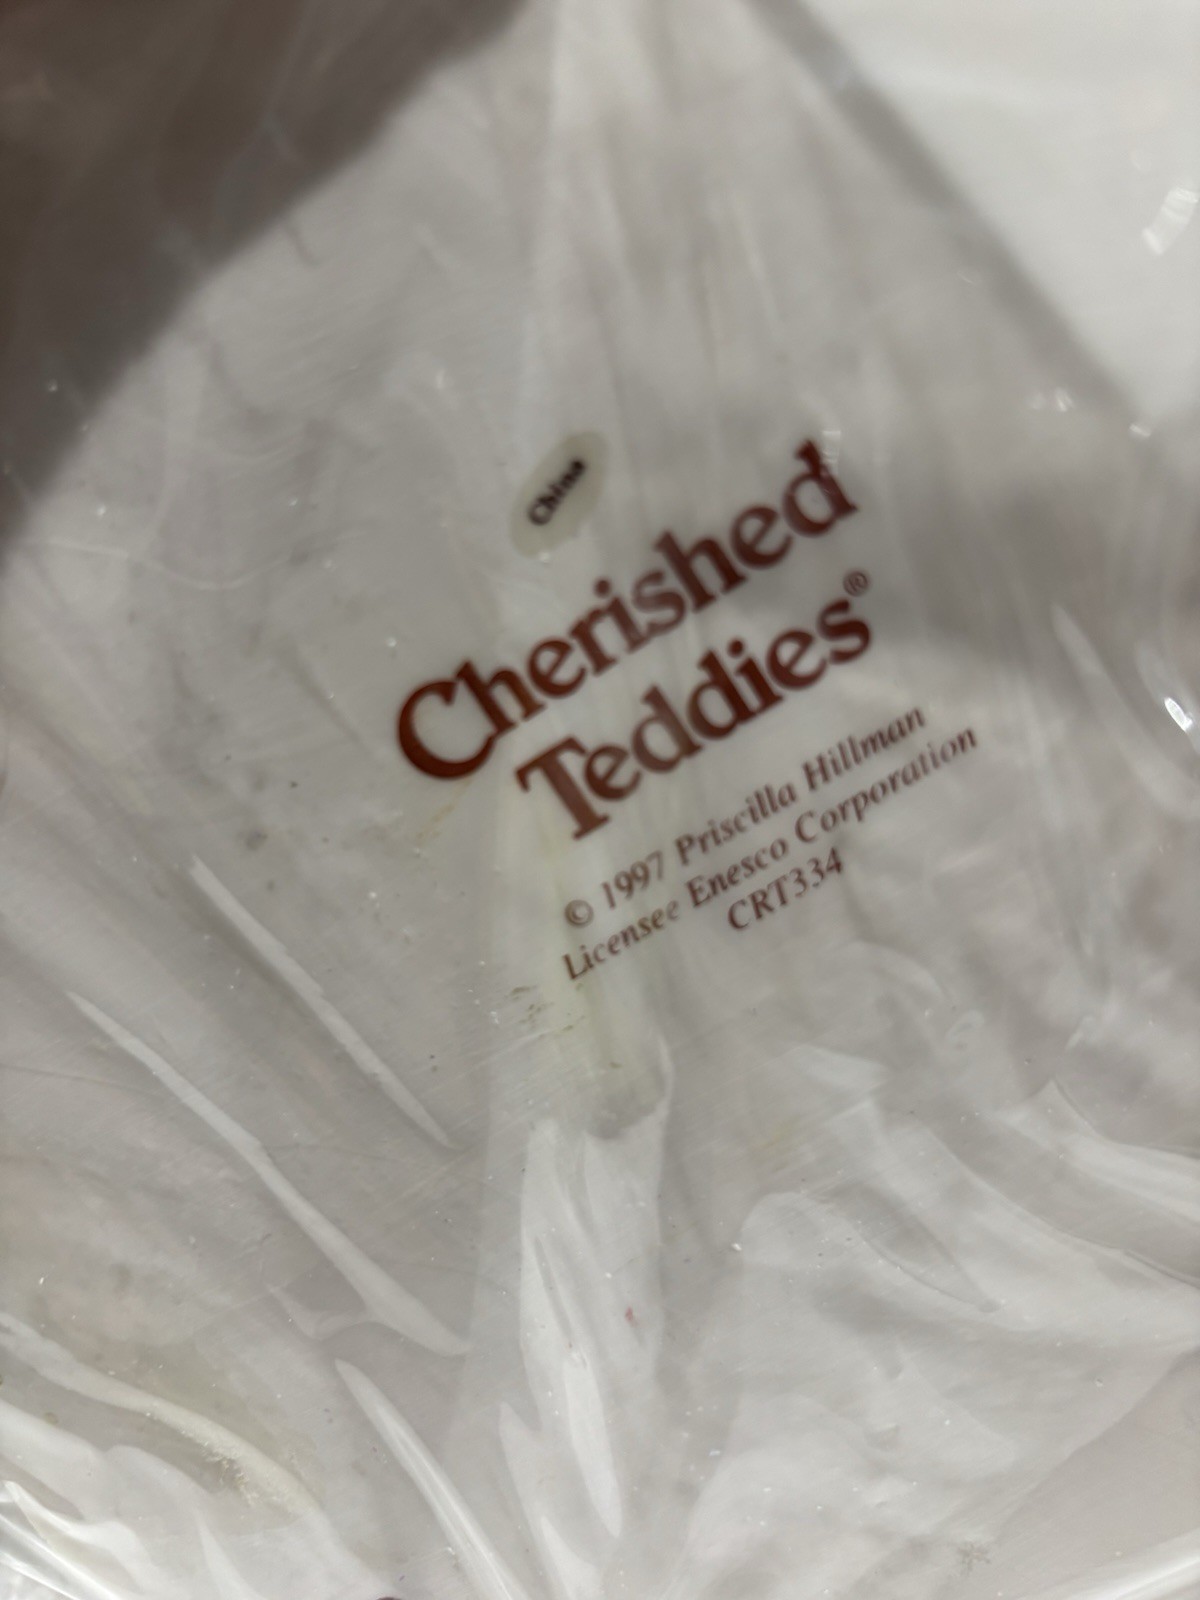 China
Cherished
Teddies®
© 1997 Priscilla Hillman
Licensee Enesco Corporation
CRT334